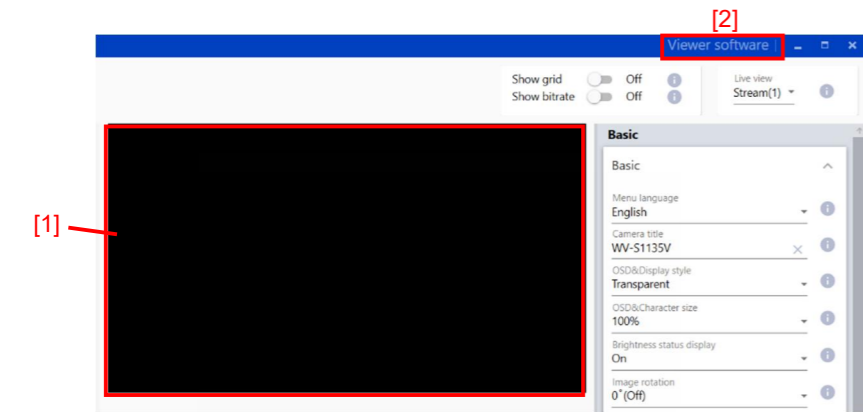 [2]
Viewer software |
Show grid Off
Show bitrate Off
Live view
Stream(1)
[1]
Basic
Basic
Menu language
English
Camera title
WV-S1135V
OSD&Display style
Transparent
OSD&Character size
100%
Brightness status display
On
Image rotation
0°(Off)